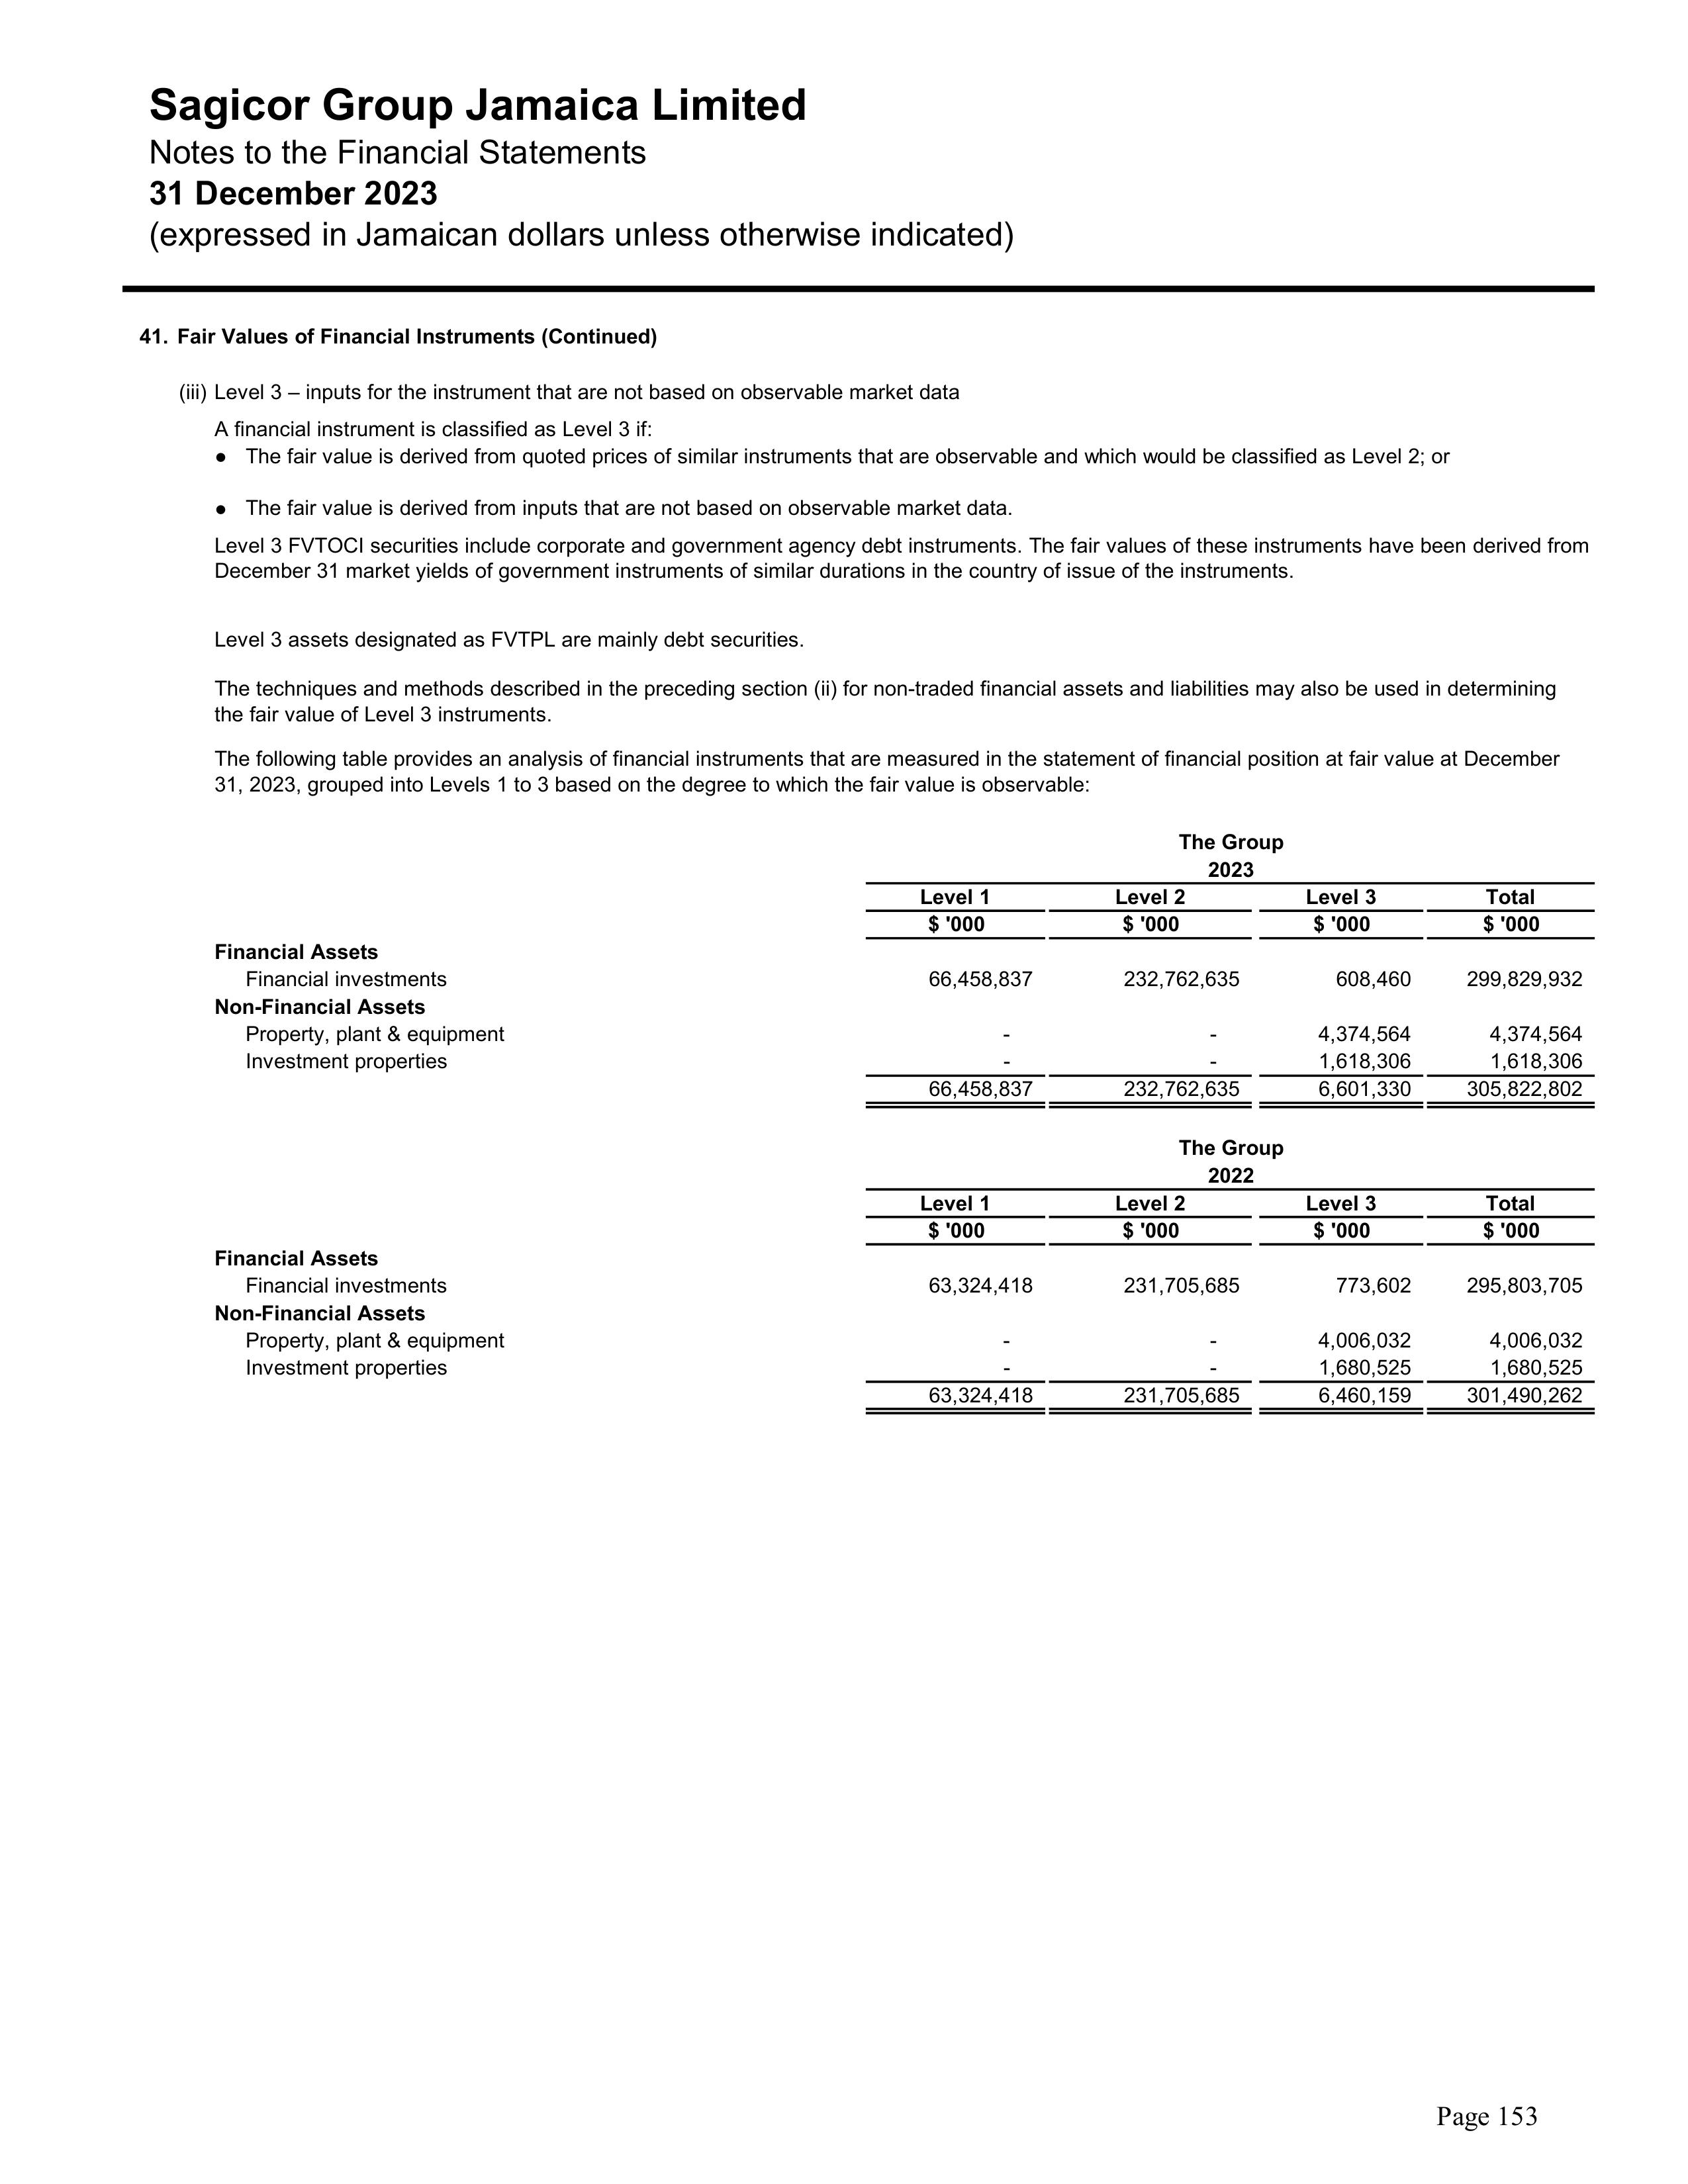 Sagicor Group Jamaica Limited
Notes to the Financial Statements
31 December 2023
(expressed in Jamaican dollars unless otherwise indicated)
41. Fair Values of Financial Instruments (Continued)
(iii) Level 3 – inputs for the instrument that are not based on observable market data
A financial instrument is classified as Level 3 if:
● The fair value is derived from quoted prices of similar instruments that are observable and which would be classified as Level 2; or
● The fair value is derived from inputs that are not based on observable market data.
Level 3 FVTOCI securities include corporate and government agency debt instruments. The fair values of these instruments have been derived from
December 31 market yields of government instruments of similar durations in the country of issue of the instruments.
Level 3 assets designated as FVTPL are mainly debt securities.
The techniques and methods described in the preceding section (ii) for non-traded financial assets and liabilities may also be used in determining
the fair value of Level 3 instruments.
The following table provides an analysis of financial instruments that are measured in the statement of financial position at fair value at December
31, 2023, grouped into Levels 1 to 3 based on the degree to which the fair value is observable:
The Group
2023
Level 1 Level 2 Level 3 Total
$ '000 $ '000 $ '000 $ '000
Financial Assets
Financial investments 66,458,837 232,762,635 608,460 299,829,932
Non-Financial Assets
Property, plant & equipment - - 4,374,564 4,374,564
Investment properties - - 1,618,306 1,618,306
66,458,837 232,762,635 6,601,330 305,822,802
The Group
2022
Level 1 Level 2 Level 3 Total
$ '000 $ '000 $ '000 $ '000
Financial Assets
Financial investments 63,324,418 231,705,685 773,602 295,803,705
Non-Financial Assets
Property, plant & equipment - - 4,006,032 4,006,032
Investment properties - - 1,680,525 1,680,525
63,324,418 231,705,685 6,460,159 301,490,262
Page 153